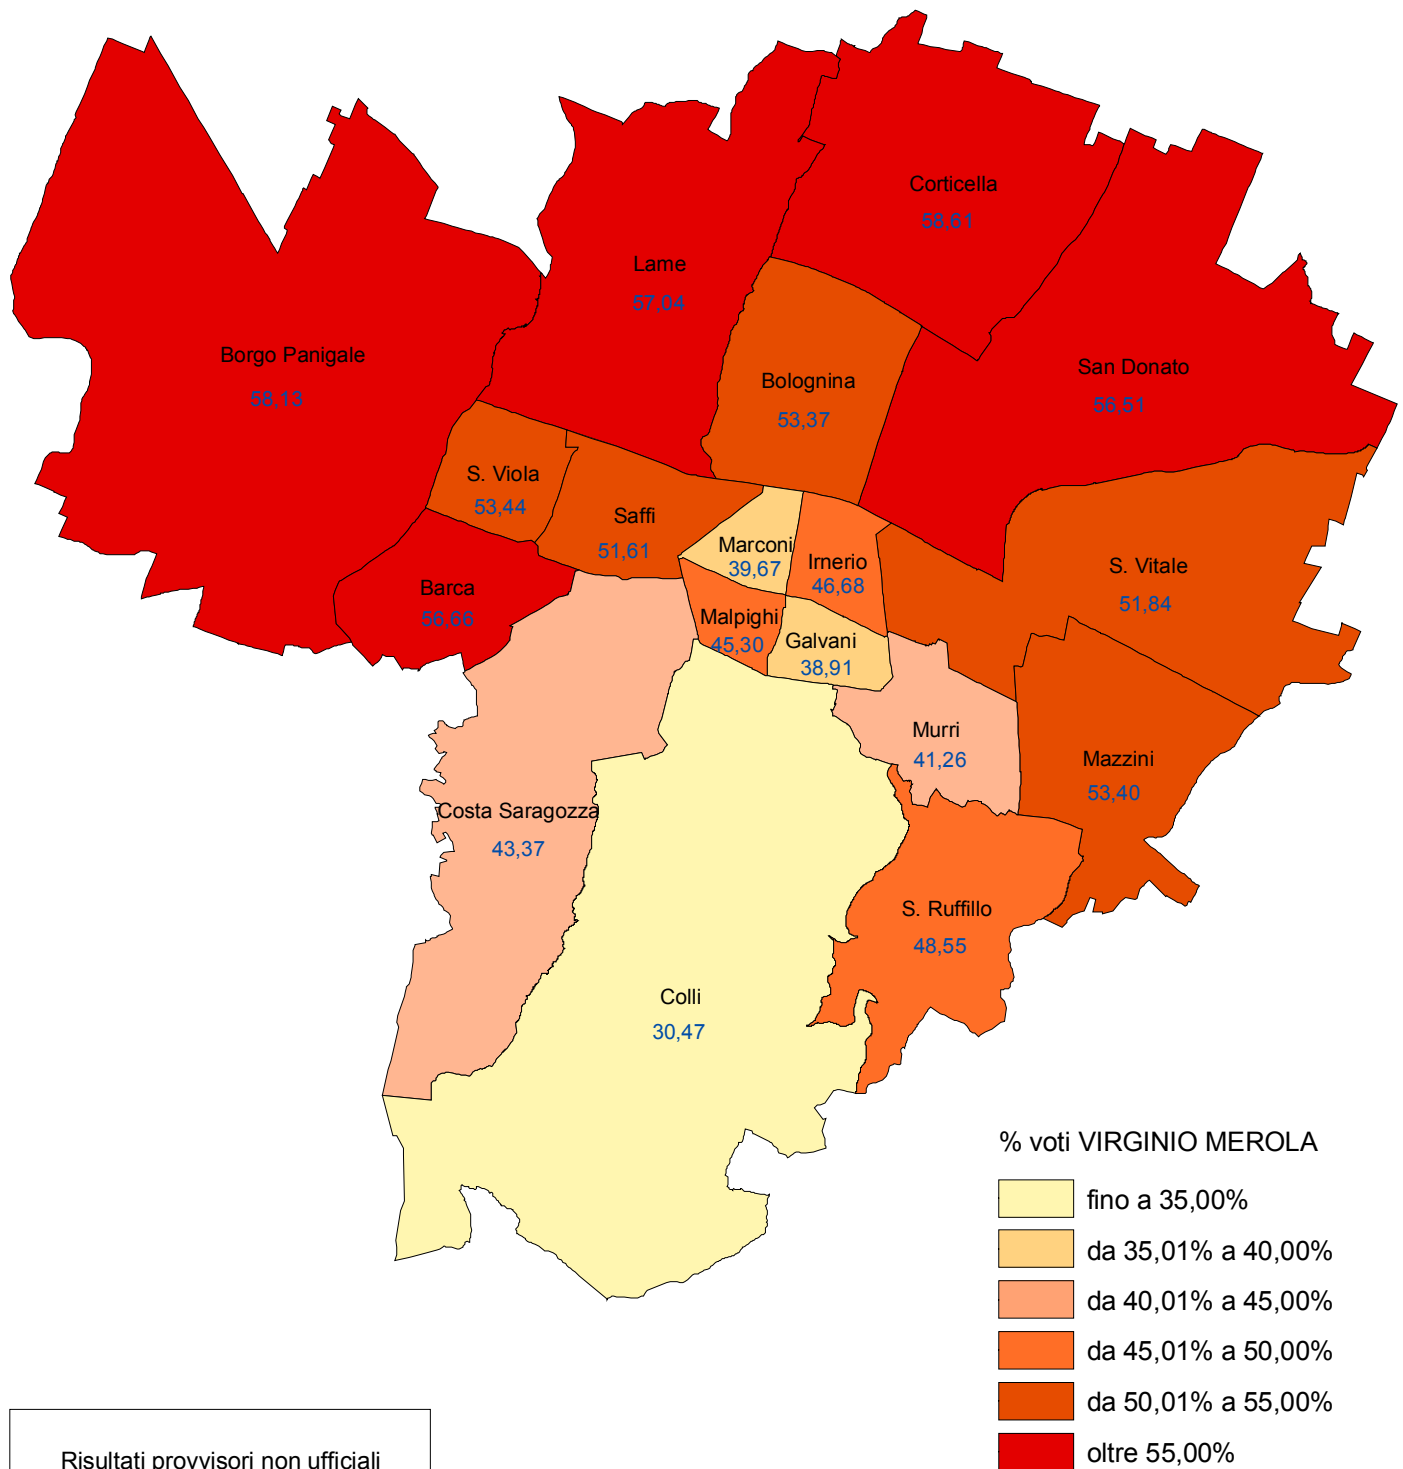 Corticella
58,61
Lame
57,04
Borgo Panigale
58,13
San Donato
56,51
Bolognina
53,37
S. Viola
53,44
Saffi
51,61
Marconi
39,67
Irnerio
46,68
S. Vitale
51,84
Barca
56,66
Malpighi
45,30
Galvani
38,91
Murri
41,26
Mazzini
53,40
Costa Saragozza
43,37
S. Ruffillo
48,55
Colli
30,47
% voti VIRGINIO MEROLA
fino a 35,00%
da 35,01% a 40,00%
da 40,01% a 45,00%
da 45,01% a 50,00%
da 50,01% a 55,00%
oltre 55,00%
Risultati provvisori non ufficiali